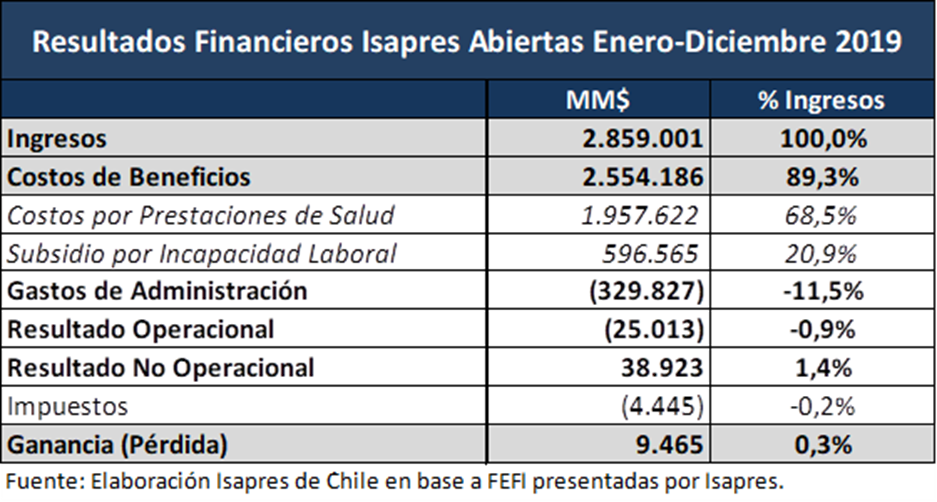 Resultados Financieros Isapres Abiertas Enero-Diciembre 2019
MM$ % Ingresos
Ingresos 2.859.001 100,0%
Costos de Beneficios 2.554.186 89,3%
Costos por Prestaciones de Salud 1.957.622 68,5%
Subsidio por Incapacidad Laboral 596.565 20,9%
Gastos de Administración (329.827) -11,5%
Resultado Operacional (25.013) -0,9%
Resultado No Operacional 38.923 1,4%
Impuestos (4.445) -0,2%
Ganancia (Pérdida) 9.465 0,3%
Fuente: Elaboración Isapres de Chile en base a FEFI presentadas por Isapres.